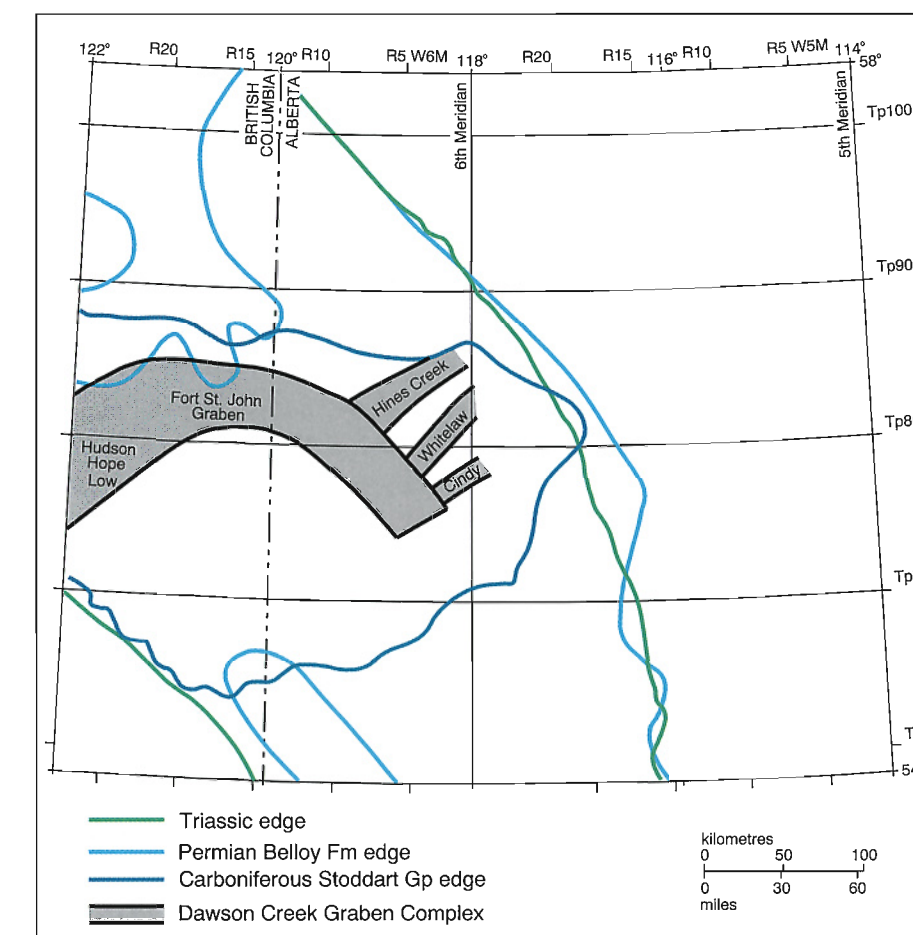 122° R20 R15 120° R10 R5 W6M 118° R20 R15 116° R10 R5 W5M 114°
58°
BRITISH
COLUMBIA
ALBERTA
6th Meridian
5th Meridian
Tp100
Tp90
Tp8
Tp
T
54
Hines Creek
Fort St. John
Graben
Whitelaw
Cindy
Hudson
Hope
Low
Triassic edge
Permian Belloy Fm edge
Carboniferous Stoddart Gp edge
Dawson Creek Graben Complex
kilometres
0 50 100
0 30 60
miles